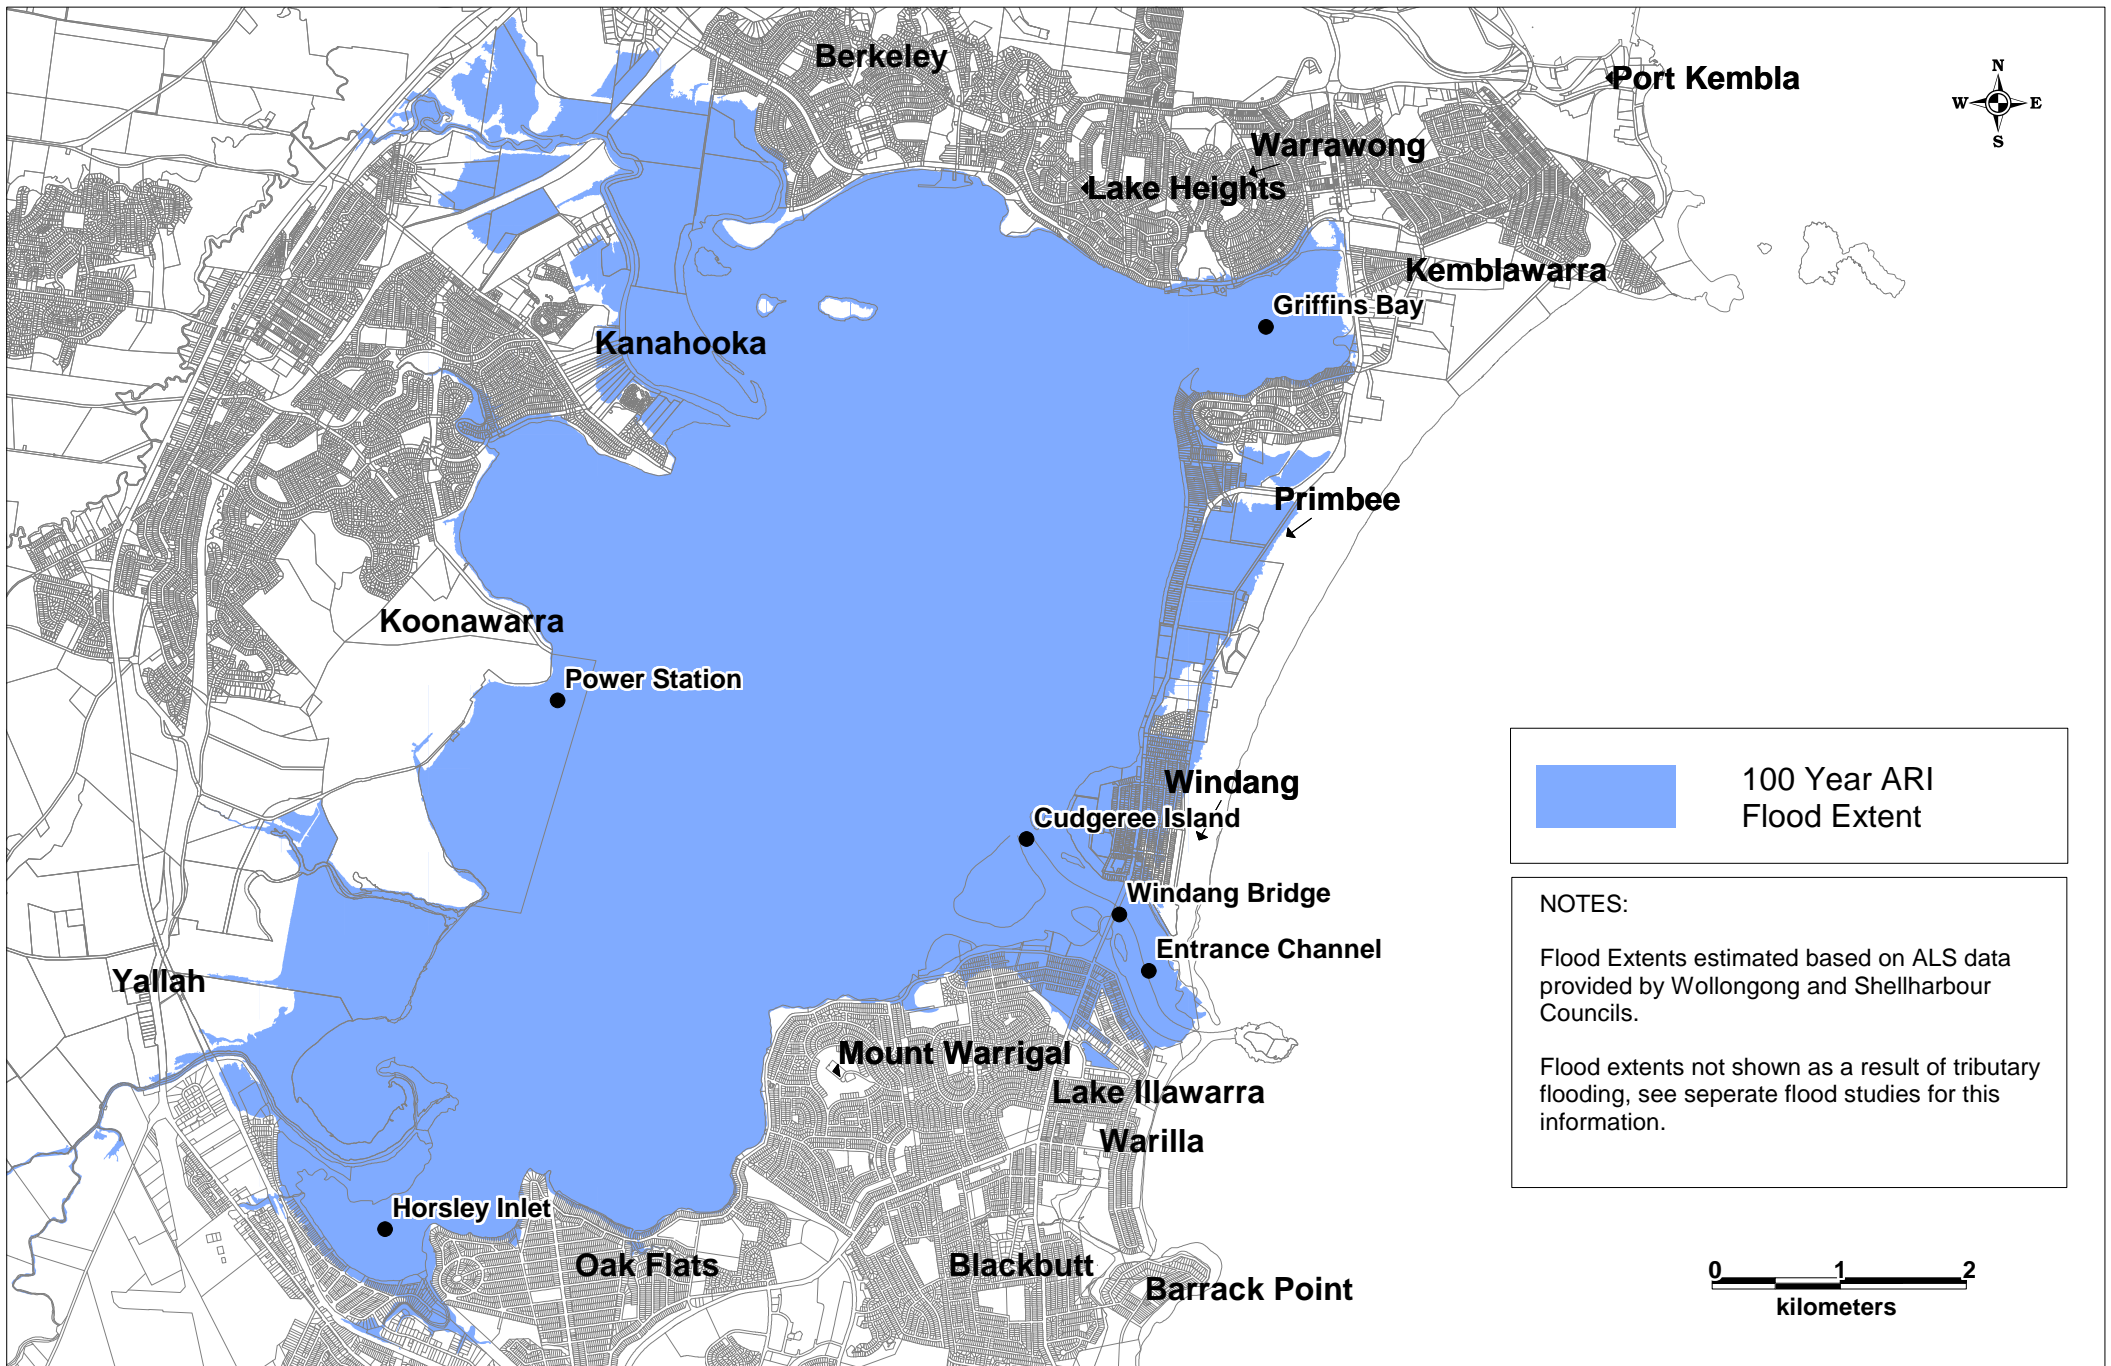 Berkeley
Port Kembla
N
W E
S
Warrawong
Lake Heights
Kemblawarra
Griffins Bay
Kanahooka
Primbee
Koonawarra
Power Station
Windang
Cudgeree Island
Windang Bridge
Entrance Channel
Yallah
Mount Warrigal
Lake Illawarra
Warilla
Horsley Inlet
Oak Flats
Blackbutt
Barrack Point
100 Year ARI
Flood Extent
NOTES:
Flood Extents estimated based on ALS data
provided by Wollongong and Shellharbour
Councils.
Flood extents not shown as a result of tributary
flooding, see seperate flood studies for this
information.
0 1 2
kilometers